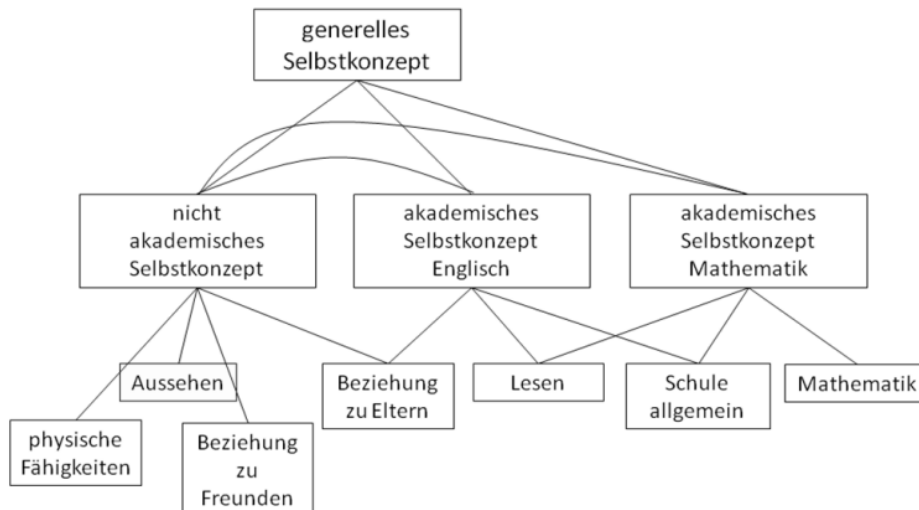 generelles
Selbstkonzept
nicht
akademisches
Selbstkonzept
akademisches
Selbstkonzept
Englisch
akademisches
Selbstkonzept
Mathematik
Aussehen
Beziehung
zu Eltern
Lesen
Schule
allgemein
Mathematik
physische
Fähigkeiten
Beziehung
zu
Freunden